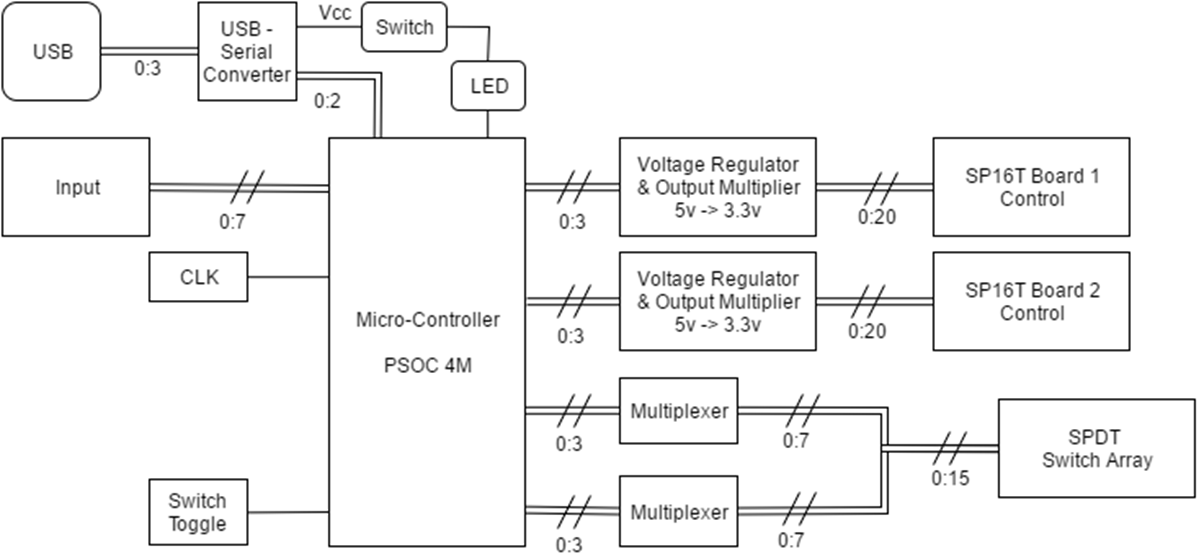 USB
0:3
USB -
Serial
Converter
Vcc
Switch
LED
0:2
Input
0:7
CLK
Switch
Toggle
Micro-Controller
PSOC 4M
0:3
Voltage Regulator
& Output Multiplier
5v -> 3.3v
0:20
SP16T Board 1
Control
0:3
Voltage Regulator
& Output Multiplier
5v -> 3.3v
0:20
SP16T Board 2
Control
0:3
Multiplexer
0:7
0:3
Multiplexer
0:7
0:15
SPDT
Switch Array